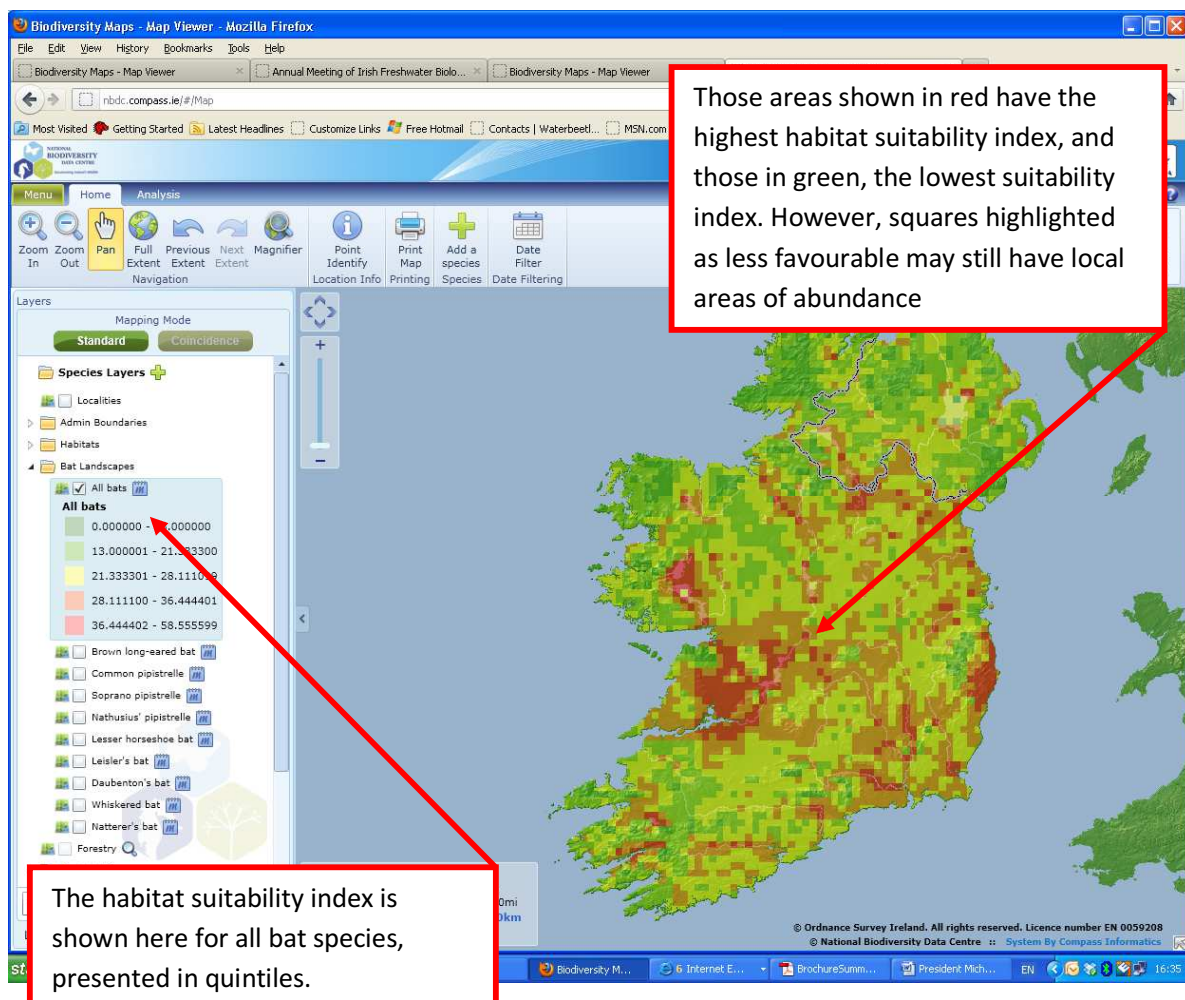 Biodiversity Maps - Map Viewer - Mozilla Firefox
File Edit View History Bookmarks Tools Help
Biodiversity Maps - Map Viewer
Annual Meeting of Irish Freshwater Biolo...
Biodiversity Maps - Map Viewer
nbdc.compass.ie/#/Map
Most Visited Getting Started Latest Headlines Customize Links Free Hotmail Contacts | Waterbeetl... MSN.com
NATIONAL
BIODIVERSITY
DATA CENTRE
Menu Home Analysis
Zoom In
Zoom Out
Pan
Full Extent
Previous Extent
Next Extent
Magnifier
Navigation
Point Identify
Location Info
Print Map
Printing
Add a species
Species
Date Filter
Date Filtering
Those areas shown in red have the
highest habitat suitability index, and
those in green, the lowest suitability
index. However, squares highlighted
as less favourable may still have local
areas of abundance
Layers
Mapping Mode
Standard Coincidence
Species Layers
Localities
Admin Boundaries
Habitats
Bat Landscapes
All bats
All bats
0.000000 - .000000
13.000001 - 21.333300
21.333301 - 28.111099
28.111100 - 36.444401
36.444402 - 58.555599
Brown long-eared bat
Common pipistrelle
Soprano pipistrelle
Nathusius' pipistrelle
Lesser horseshoe bat
Leisler's bat
Daubenton's bat
Whiskered bat
Natterer's bat
Forestry
The habitat suitability index is
shown here for all bat species,
presented in quintiles.
0mi
0km
© Ordnance Survey Ireland. All rights reserved. Licence number EN 0059208
© National Biodiversity Data Centre :: System By Compass Informatics
Biodiversity M... 6 Internet E... BrochureSumm... President Mich... EN 16:35